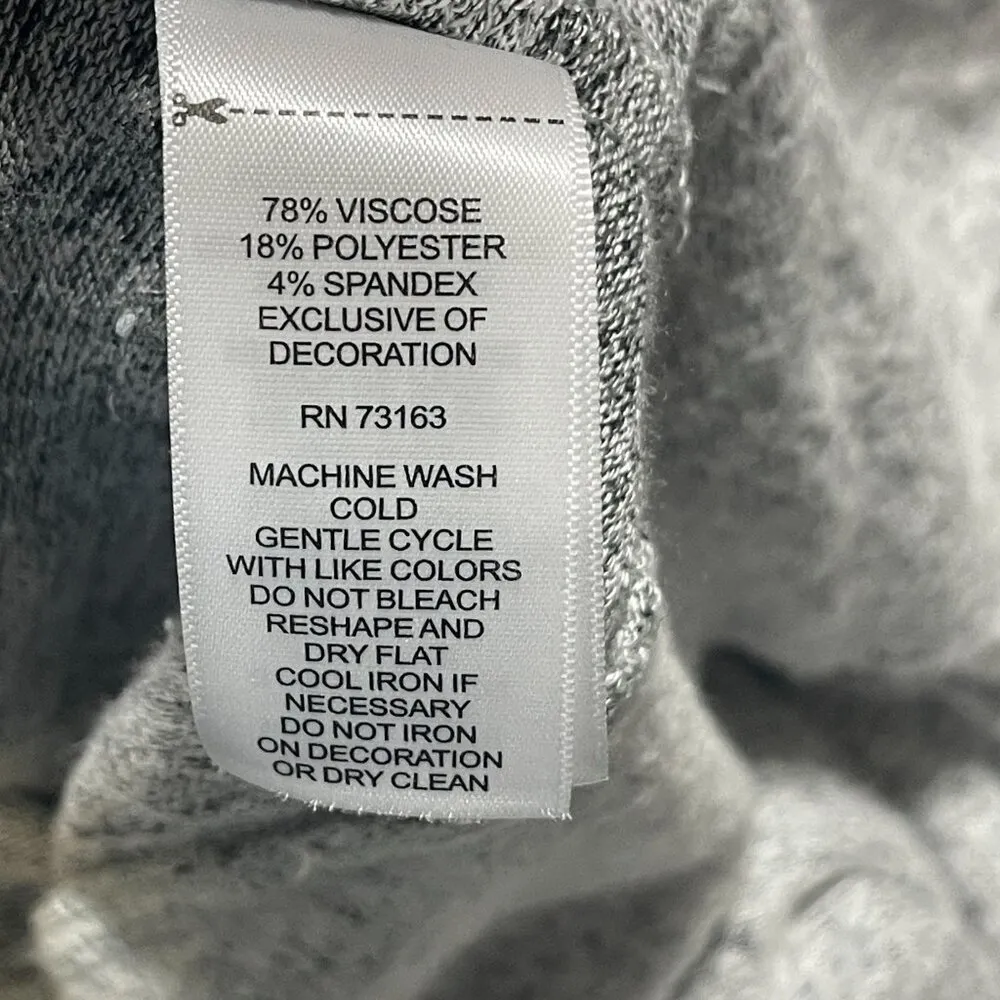 78% VISCOSE
18% POLYESTER
4% SPANDEX
EXCLUSIVE OF
DECORATION
RN 73163
MACHINE WASH
COLD
GENTLE CYCLE
WITH LIKE COLORS
DO NOT BLEACH
RESHAPE AND
DRY FLAT
COOL IRON IF
NECESSARY
DO NOT IRON
ON DECORATION
OR DRY CLEAN